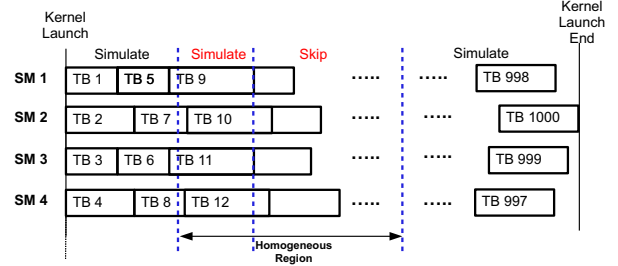 Kernel
Launch
Kernel
Launch
End
Simulate
Simulate
Skip
Simulate
SM 1
TB 1
TB 5
TB 9
.....
.....
TB 998
SM 2
TB 2
TB 7
TB 10
.....
.....
TB 1000
SM 3
TB 3
TB 6
TB 11
.....
.....
TB 999
SM 4
TB 4
TB 8
TB 12
.....
.....
TB 997
Homogeneous
Region